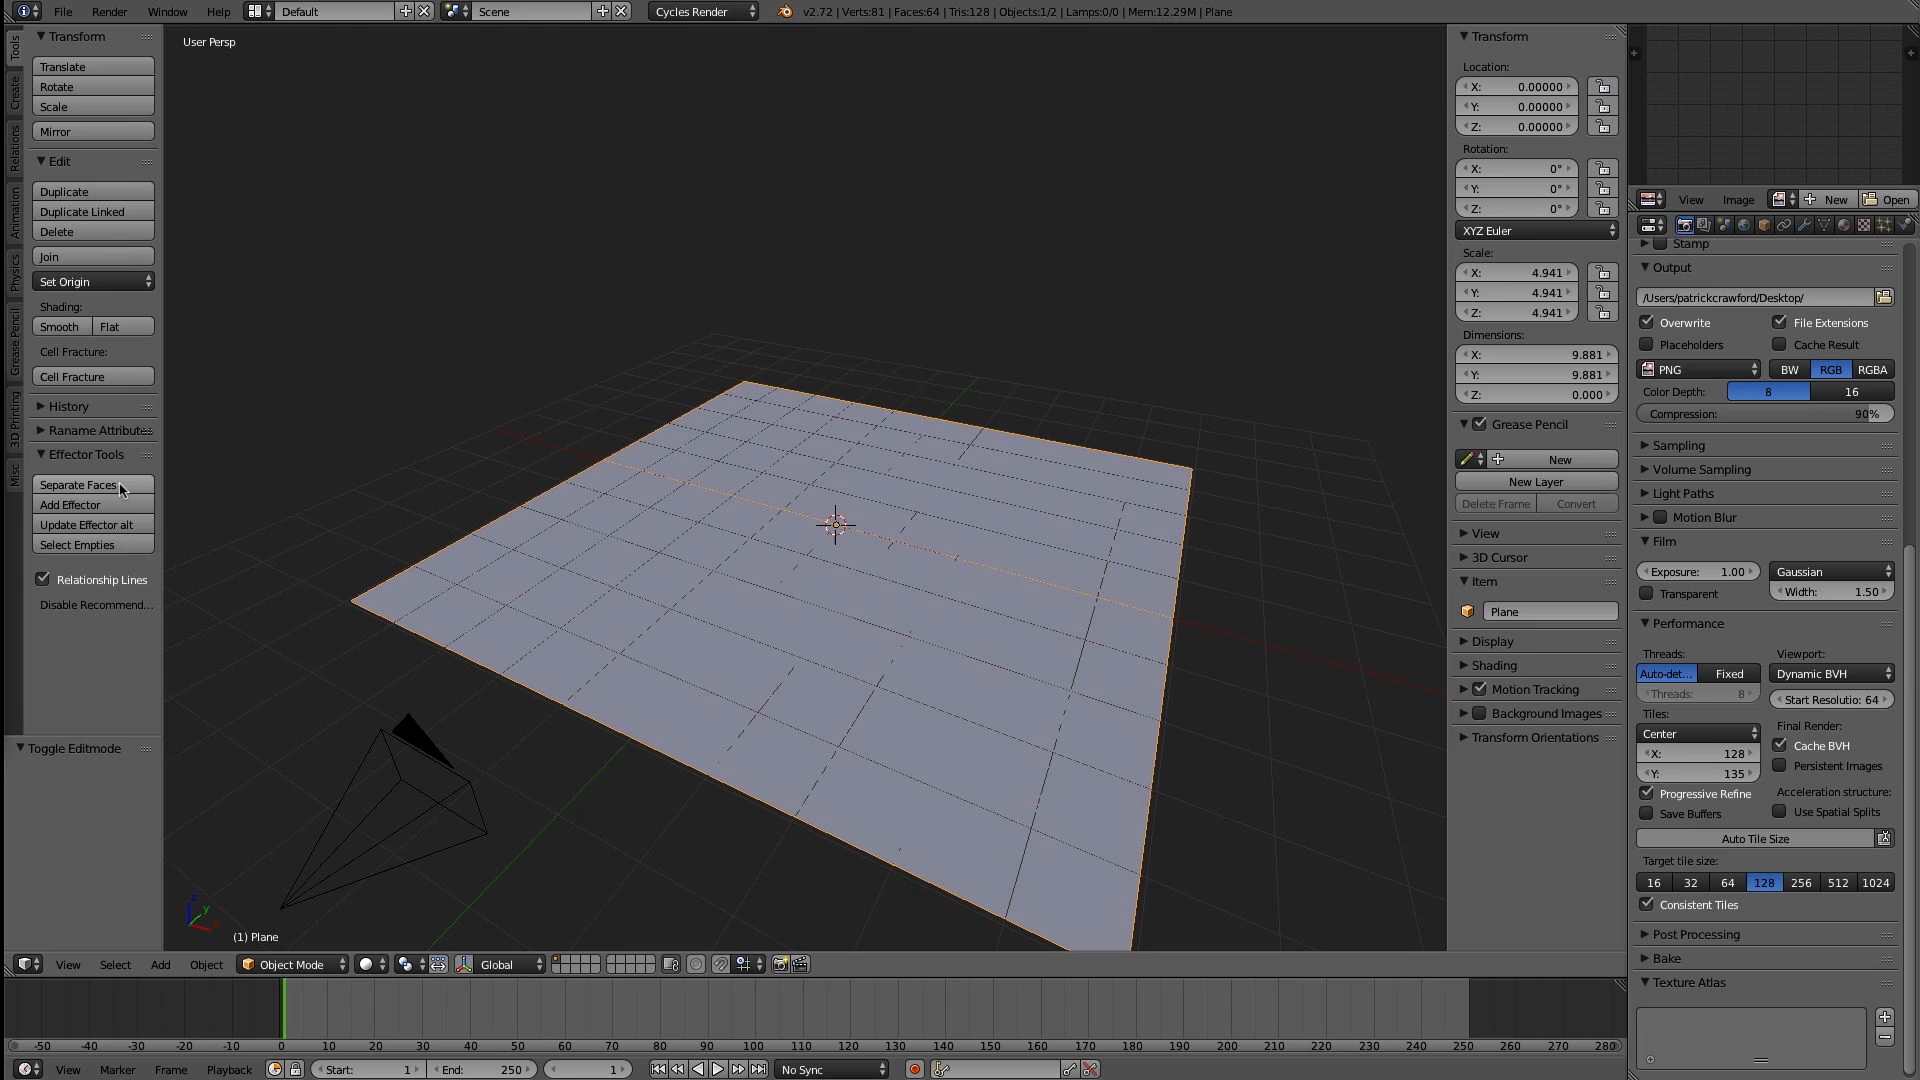 File Render Window Help Default Scene Cycles Render v2.72 | Verts:81 | Faces:64 | Tris:128 | Objects:1/2 | Lamps:0/0 | Mem:12.29M | Plane
Tools
Create
Relations
Animation
Physics
Grease Pencil
3D Printing
Misc
Transform
Translate
Rotate
Scale
Mirror
Edit
Duplicate
Duplicate Linked
Delete
Join
Set Origin
Shading:
Smooth Flat
Cell Fracture:
Cell Fracture
History
Raname Attributes
Effector Tools
Separate Faces
Add Effector
Update Effector alt
Select Empties
Relationship Lines
Disable Recommend...
Toggle Editmode
User Persp
z
y
x
(1) Plane
Transform
Location:
X: 0.00000
Y: 0.00000
Z: 0.00000
Rotation:
X: 0°
Y: 0°
Z: 0°
XYZ Euler
Scale:
X: 4.941
Y: 4.941
Z: 4.941
Dimensions:
X: 9.881
Y: 9.881
Z: 0.000
Grease Pencil
New
New Layer
Delete Frame Convert
View
3D Cursor
Item
Plane
Display
Shading
Motion Tracking
Background Images
Transform Orientations
View Image New Open
Stamp
Output
/Users/patrickcrawford/Desktop/
Overwrite File Extensions
Placeholders Cache Result
PNG BW RGB RGBA
Color Depth: 8 16
Compression: 90%
Sampling
Volume Sampling
Light Paths
Motion Blur
Film
Exposure: 1.00 Gaussian
Transparent Width: 1.50
Performance
Threads: Viewport:
Auto-det... Fixed Dynamic BVH
Threads: 8 Start Resolutio: 64
Tiles: Final Render:
Center
Cache BVH
X: 128
Persistent Images
Y: 135
Progressive Refine Acceleration structure:
Save Buffers Use Spatial Splits
Auto Tile Size
Target tile size:
16 32 64 128 256 512 1024
Consistent Tiles
Post Processing
Bake
Texture Atlas
View Select Add Object Object Mode Global
-50 -40 -30 -20 -10 0 10 20 30 40 50 60 70 80 90 100 110 120 130 140 150 160 170 180 190 200 210 220 230 240 250 260 270 280
View Marker Frame Playback Start: 1 End: 250 1 No Sync